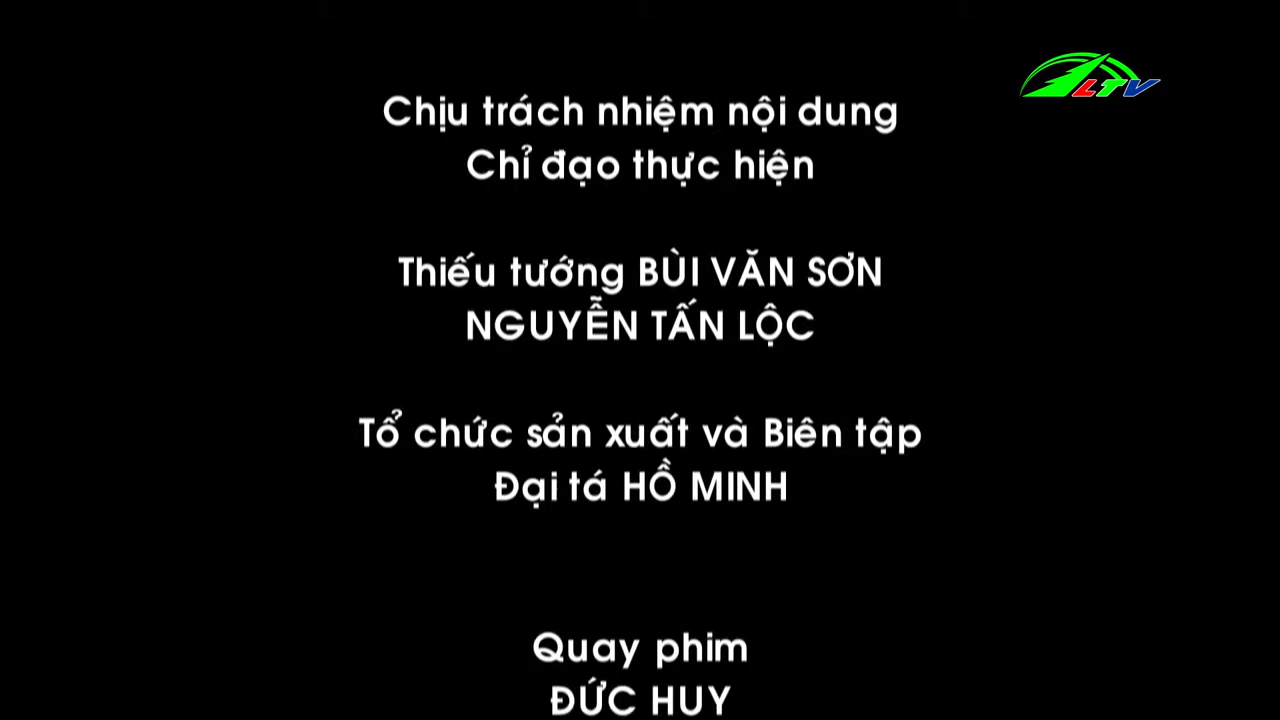 LTV
Chịu trách nhiệm nội dung
Chỉ đạo thực hiện
Thiếu tướng BÙI VĂN SƠN
NGUYỄN TẤN LỘC
Tổ chức sản xuất và Biên tập
Đại tá HỒ MINH
Quay phim
ĐỨC HUY